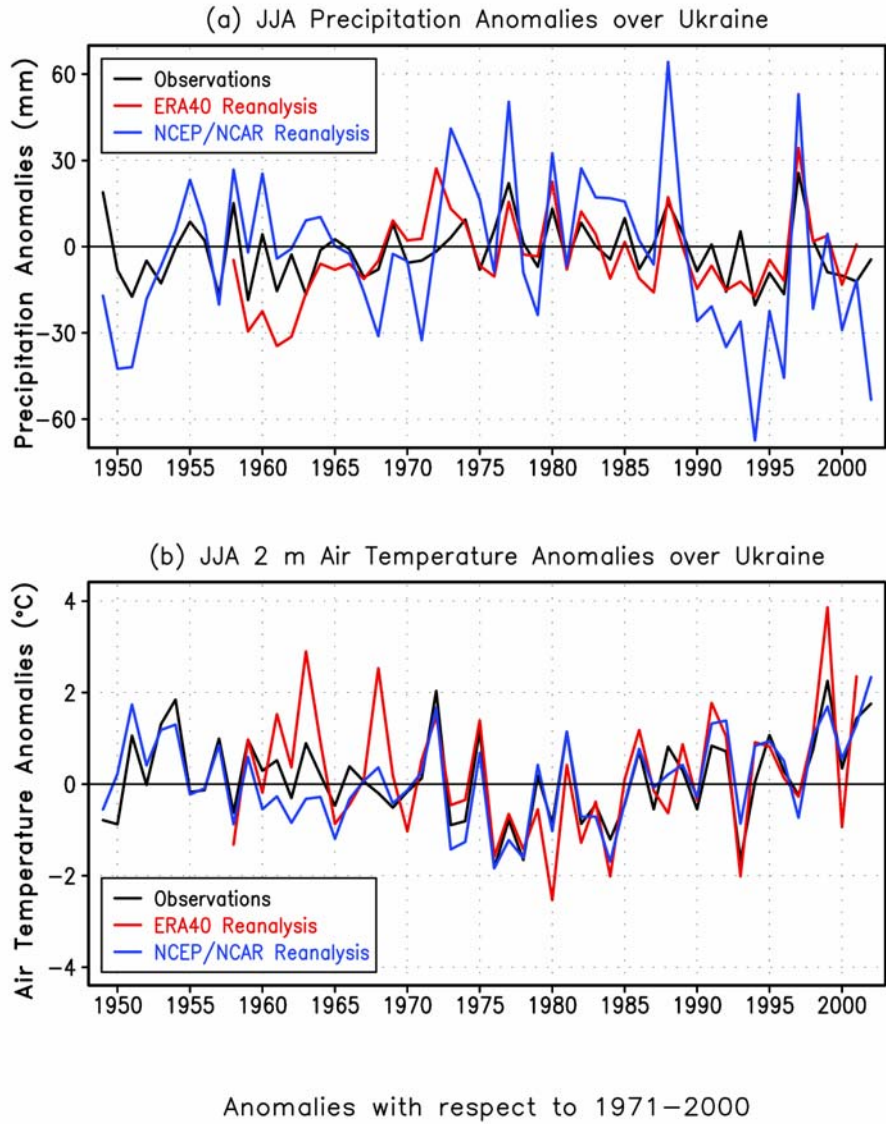 (a) JJA Precipitation Anomalies over Ukraine
Precipitation Anomalies (mm)
60
30
0
−30
−60
Observations
ERA40 Reanalysis
NCEP/NCAR Reanalysis
1950 1955 1960 1965 1970 1975 1980 1985 1990 1995 2000
(b) JJA 2 m Air Temperature Anomalies over Ukraine
Air Temperature Anomalies (°C)
4
2
0
−2
−4
Observations
ERA40 Reanalysis
NCEP/NCAR Reanalysis
1950 1955 1960 1965 1970 1975 1980 1985 1990 1995 2000
Anomalies with respect to 1971−2000